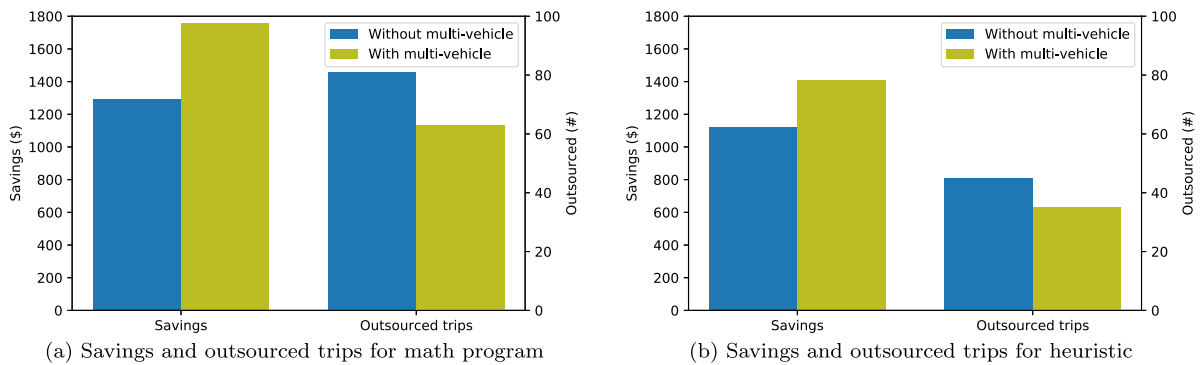 1800
1600
1400
1200
1000
800
600
400
200
0
Savings ($)
Without multi-vehicle
With multi-vehicle
100
80
60
40
20
0
Outsourced (#)
Savings
Outsourced trips
(a) Savings and outsourced trips for math program
1800
1600
1400
1200
1000
800
600
400
200
0
Savings ($)
Without multi-vehicle
With multi-vehicle
100
80
60
40
20
0
Outsourced (#)
Savings
Outsourced trips
(b) Savings and outsourced trips for heuristic